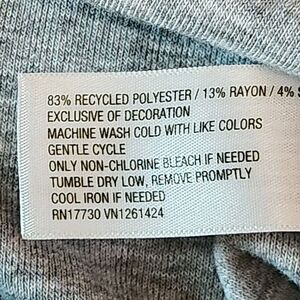 83% RECYCLED POLYESTER / 13% RAYON / 4% S
EXCLUSIVE OF DECORATION
MACHINE WASH COLD WITH LIKE COLORS
GENTLE CYCLE
ONLY NON-CHLORINE BLEACH IF NEEDED
TUMBLE DRY LOW, REMOVE PROMPTLY
COOL IRON IF NEEDED
RN17730 VN1261424